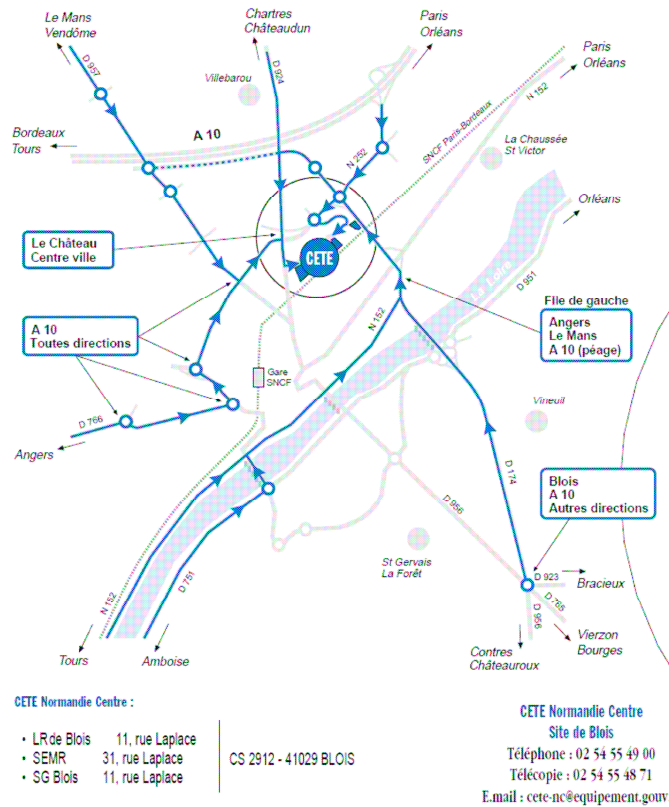 Le Mans
Vendôme
Chartres
Châteaudun
Paris
Orléans
Paris
Orléans
D 957
D 924
Villebarou
N 152
SNCF Paris-Bordeaux
Bordeaux
Tours
A 10
N 252
La Chaussée
St Victor
Orléans
Le Château
Centre ville
CETE
D 951
La Loire
File de gauche
Angers
Le Mans
A 10 (péage)
A 10
Toutes directions
N 152
Gare
SNCF
Vineuil
D 766
Angers
D 174
Blois
A 10
Autres directions
D 956
St Gervais
La Forêt
D 923
Bracieux
D 765
D 956
N 152
D 751
Tours
Amboise
Contres
Châteauroux
Vierzon
Bourges
CETE Normandie Centre :
• LR de Blois 11, rue Laplace
• SEMR 31, rue Laplace
• SG Blois 11, rue Laplace
CS 2912 - 41029 BLOIS
CETE Normandie Centre
Site de Blois
Téléphone : 02 54 55 49 00
Télécopie : 02 54 55 48 71
E.mail : cete-nc@equipement.gouv